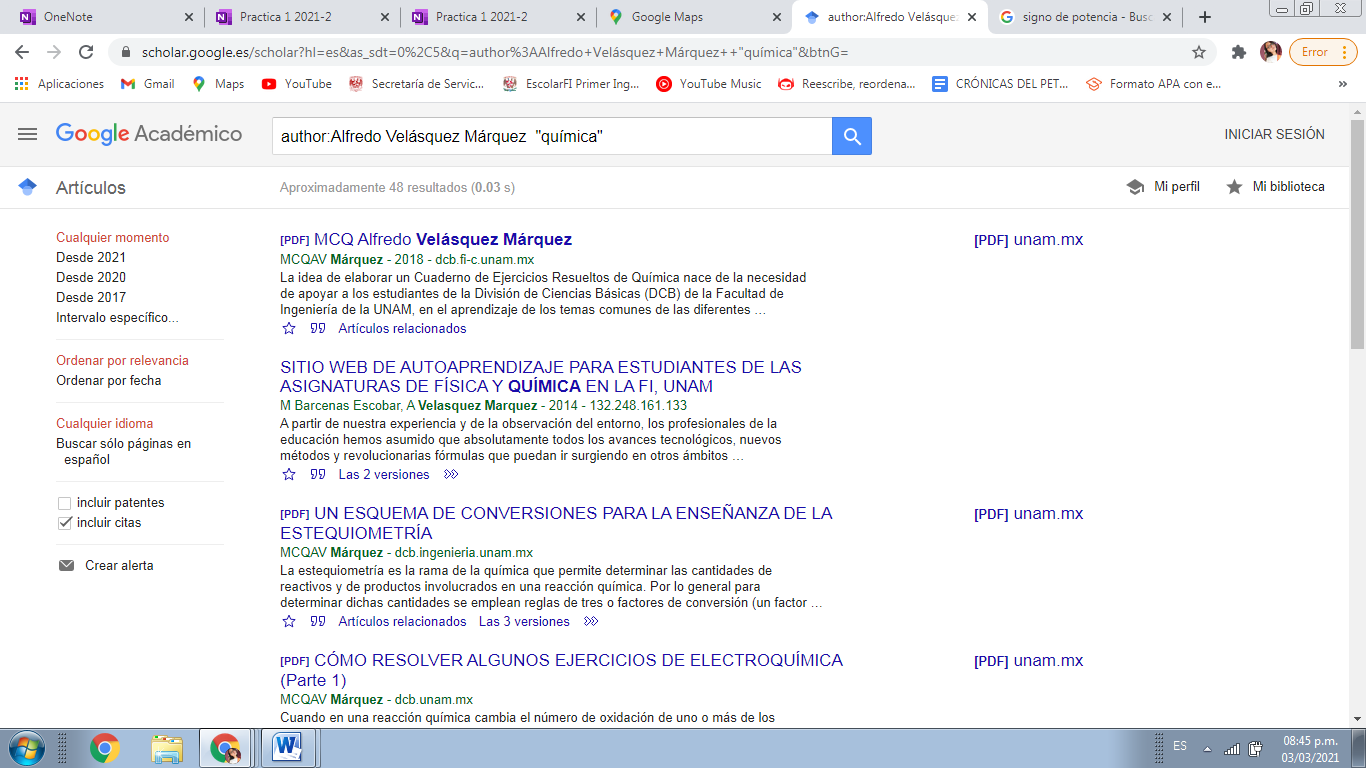 OneNote
Practica 1 2021-2
Practica 1 2021-2
Google Maps
author:Alfredo Velásquez
signo de potencia - Busc
scholar.google.es/scholar?hl=es&as_sdt=0%2C5&q=author%3AAlfredo+Velásquez+Márquez++"química"&btnG=
Error
Aplicaciones
Gmail
Maps
YouTube
Secretaría de Servic...
EscolarFI Primer Ing...
YouTube Music
Reescribe, reordena...
CRÓNICAS DEL PET...
Formato APA con e...
»
Google Académico
author:Alfredo Velásquez Márquez  "química"
INICIAR SESIÓN
Artículos
Aproximadamente 48 resultados (0.03 s)
Mi perfil
Mi biblioteca
Cualquier momento
Desde 2021
Desde 2020
Desde 2017
Intervalo específico...
Ordenar por relevancia
Ordenar por fecha
Cualquier idioma
Buscar sólo páginas en
español
incluir patentes
incluir citas
Crear alerta
[PDF] MCQ Alfredo Velásquez Márquez
MCQAV Márquez - 2018 - dcb.fi-c.unam.mx
La idea de elaborar un Cuaderno de Ejercicios Resueltos de Química nace de la necesidad
de apoyar a los estudiantes de la División de Ciencias Básicas (DCB) de la Facultad de
Ingeniería de la UNAM, en el aprendizaje de los temas comunes de las diferentes …
Artículos relacionados
[PDF] unam.mx
SITIO WEB DE AUTOAPRENDIZAJE PARA ESTUDIANTES DE LAS
ASIGNATURAS DE FÍSICA Y QUÍMICA EN LA FI, UNAM
M Barcenas Escobar, A Velasquez Marquez - 2014 - 132.248.161.133
A partir de nuestra experiencia y de la observación del entorno, los profesionales de la
educación hemos asumido que absolutamente todos los avances tecnológicos, nuevos
métodos y revolucionarias fórmulas que puedan ir surgiendo en otros ámbitos …
Las 2 versiones
[PDF] UN ESQUEMA DE CONVERSIONES PARA LA ENSEÑANZA DE LA
ESTEQUIOMETRÍA
MCQAV Márquez - dcb.ingenieria.unam.mx
La estequiometría es la rama de la química que permite determinar las cantidades de
reactivos y de productos involucrados en una reacción química. Por lo general para
determinar dichas cantidades se emplean reglas de tres o factores de conversión (un factor …
Artículos relacionados Las 3 versiones
[PDF] unam.mx
[PDF] CÓMO RESOLVER ALGUNOS EJERCICIOS DE ELECTROQUÍMICA
(Parte 1)
MCQAV Márquez - dcb.unam.mx
Cuando en una reacción química cambia el número de oxidación de uno o más de los
[PDF] unam.mx
ES
08:45 p.m.
03/03/2021